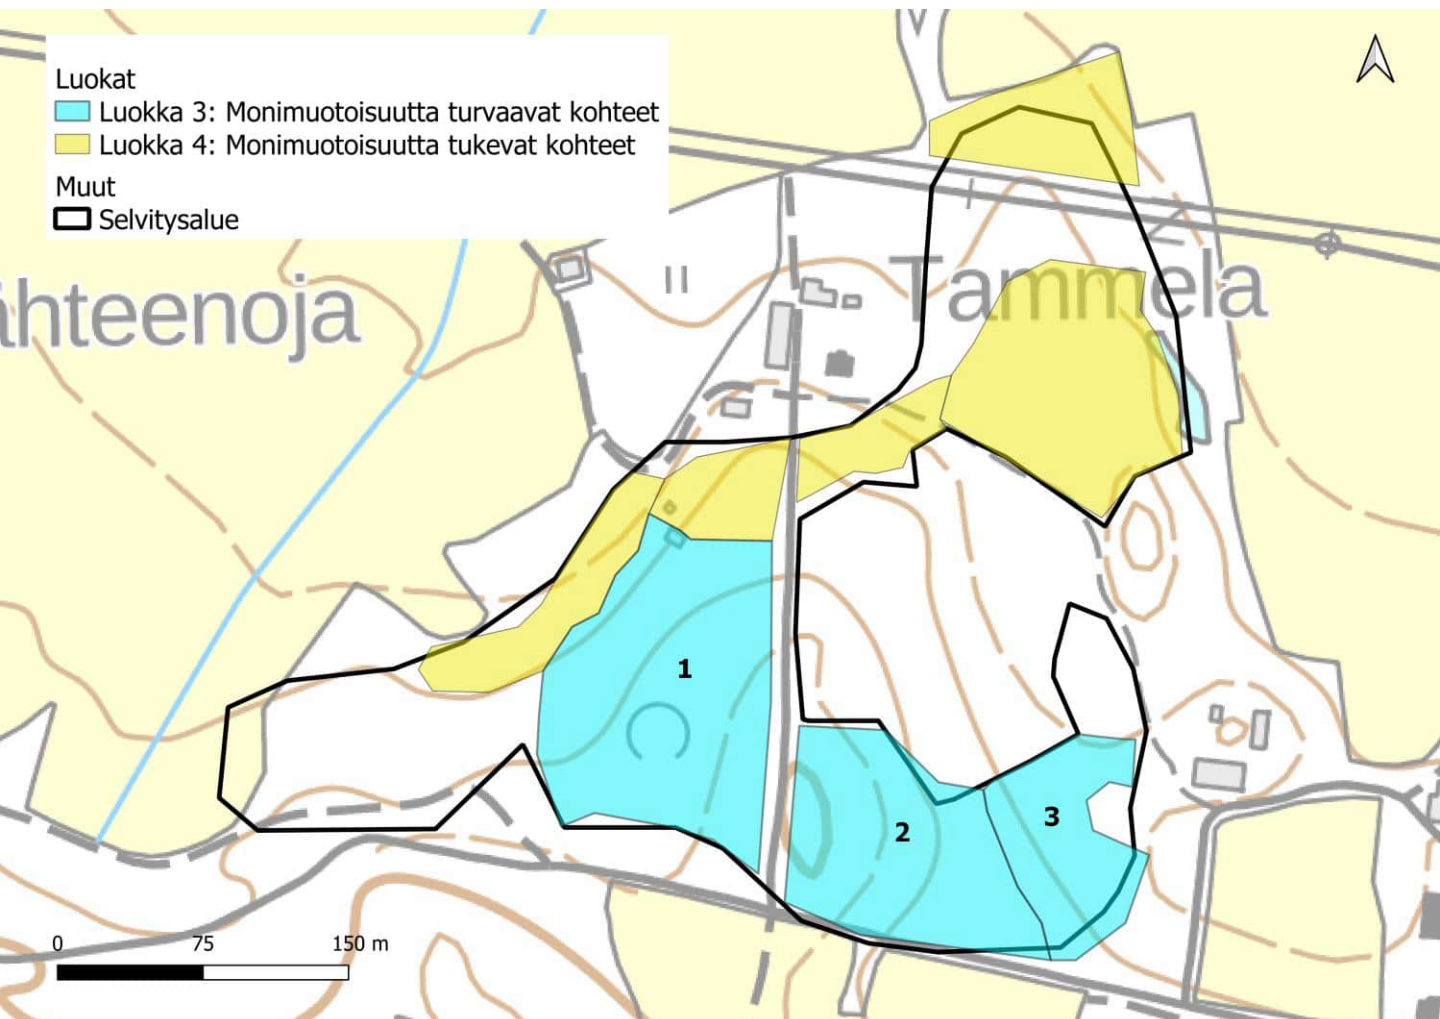 Luokat
Luokka 3: Monimuotoisuutta turvaavat kohteet
Luokka 4: Monimuotoisuutta tukevat kohteet
Muut
Selvitysalue
ähteenoja
Tammela
1
2
3
0 75 150 m